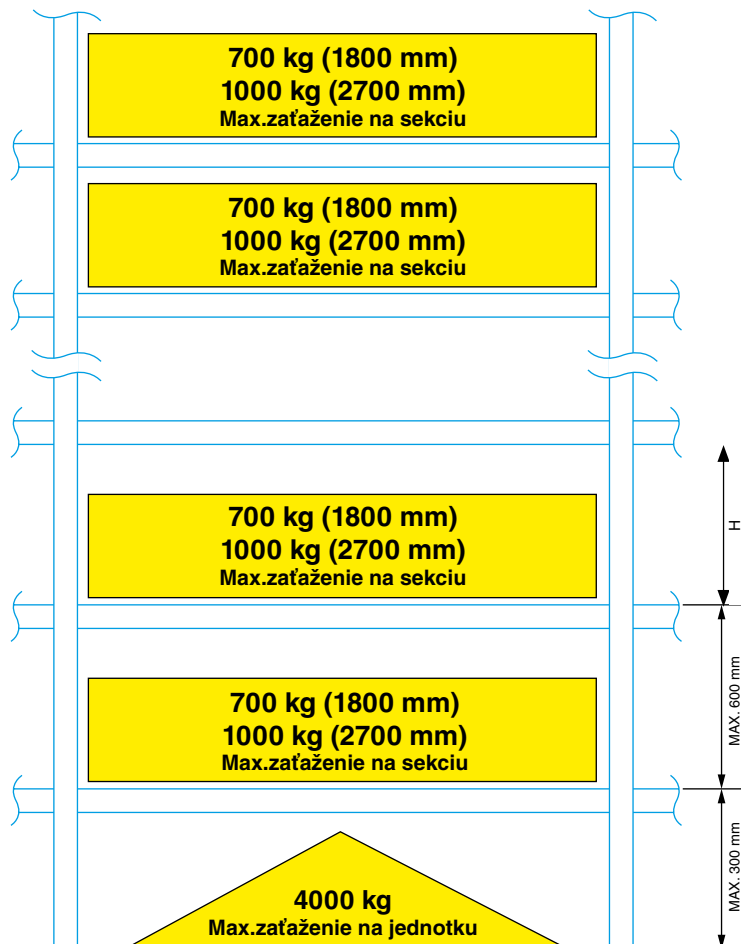 700 kg (1800 mm)
1000 kg (2700 mm)
Max.zaťaženie na sekciu
700 kg (1800 mm)
1000 kg (2700 mm)
Max.zaťaženie na sekciu
700 kg (1800 mm)
1000 kg (2700 mm)
Max.zaťaženie na sekciu
H
700 kg (1800 mm)
1000 kg (2700 mm)
Max.zaťaženie na sekciu
MAX. 600 mm
4000 kg
Max.zaťaženie na jednotku
MAX. 300 mm